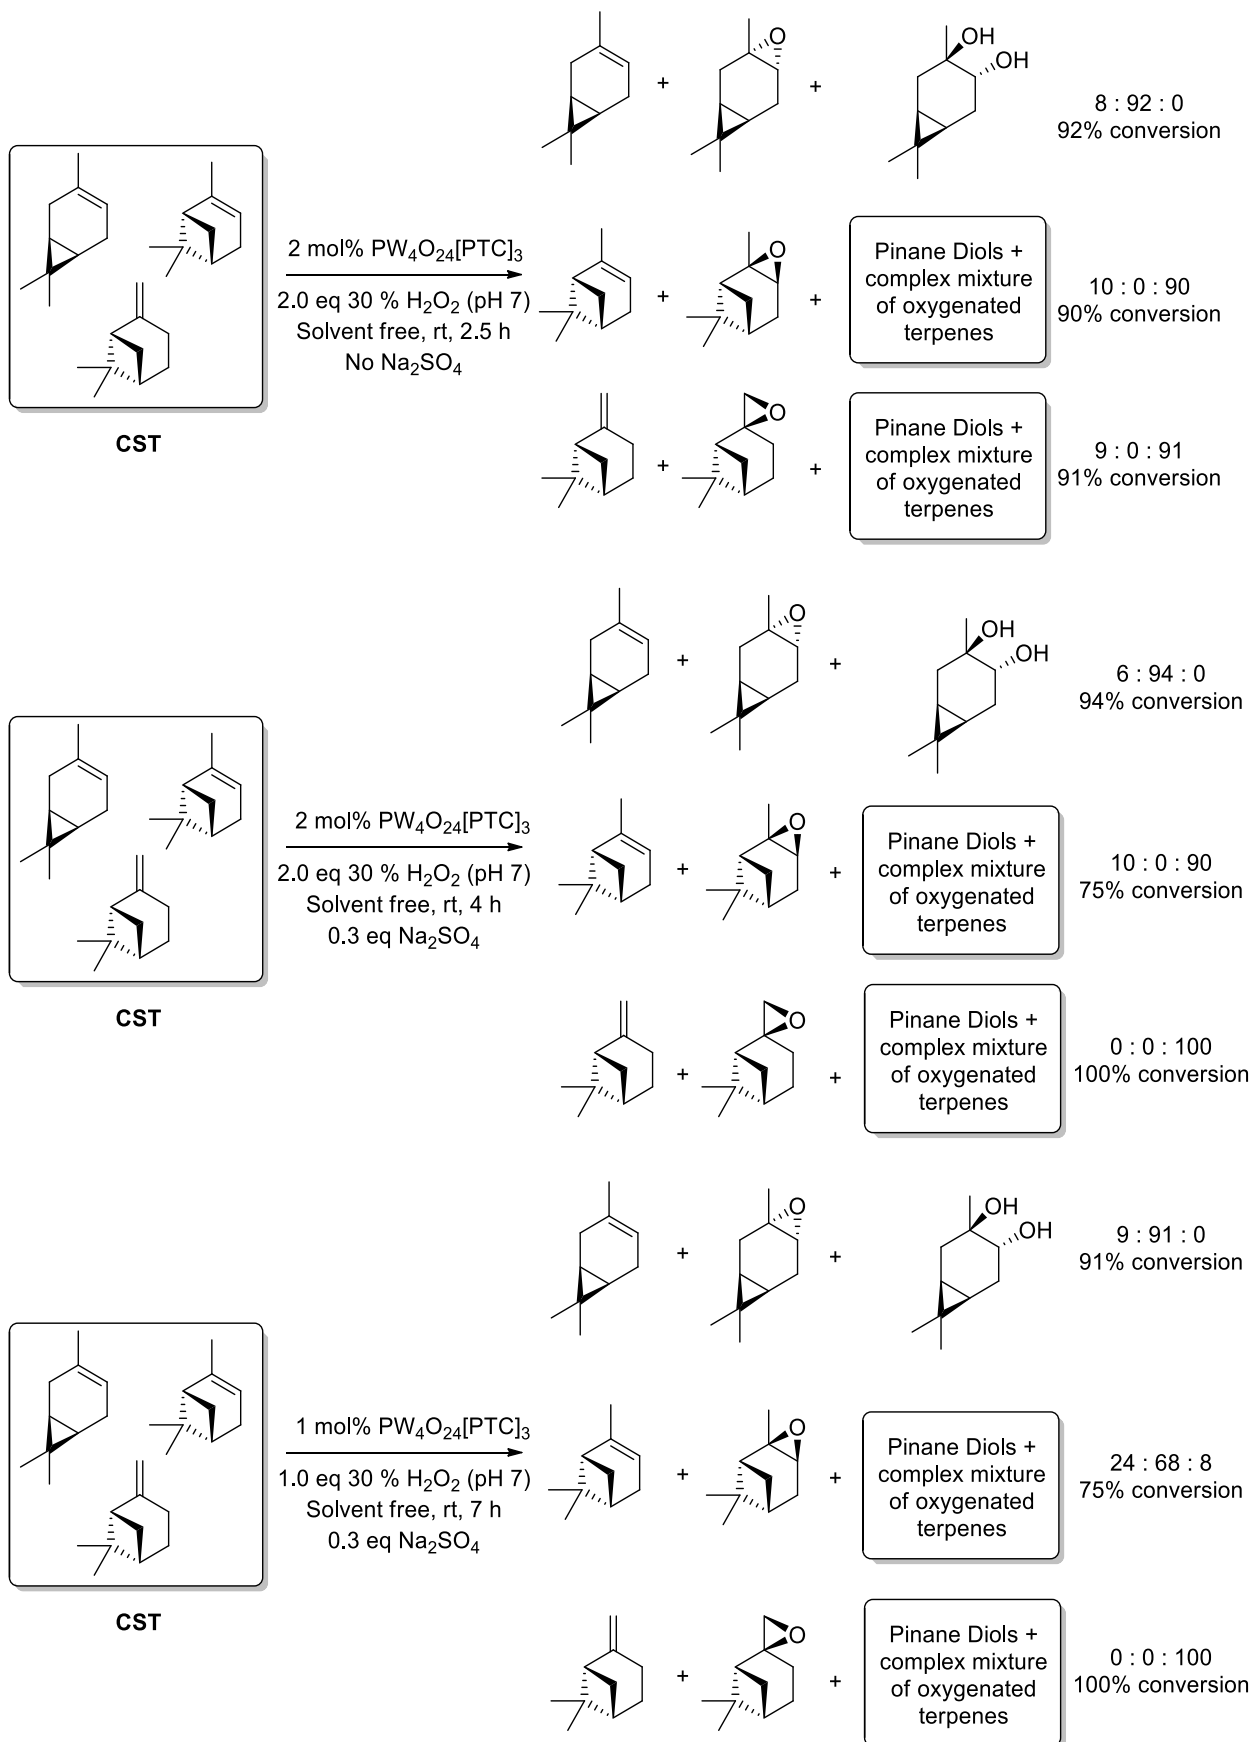 O
OH
OH
+
+
8 : 92 : 0
92% conversion
2 mol% PW₄O₂₄[PTC]₃
2.0 eq 30 % H₂O₂ (pH 7)
Solvent free, rt, 2.5 h
No Na₂SO₄
CST
O
+
+
Pinane Diols +
complex mixture
of oxygenated
terpenes
10 : 0 : 90
90% conversion
O
+
+
Pinane Diols +
complex mixture
of oxygenated
terpenes
9 : 0 : 91
91% conversion
O
OH
OH
+
+
6 : 94 : 0
94% conversion
2 mol% PW₄O₂₄[PTC]₃
2.0 eq 30 % H₂O₂ (pH 7)
Solvent free, rt, 4 h
0.3 eq Na₂SO₄
CST
O
+
+
Pinane Diols +
complex mixture
of oxygenated
terpenes
10 : 0 : 90
75% conversion
O
+
+
Pinane Diols +
complex mixture
of oxygenated
terpenes
0 : 0 : 100
100% conversion
O
OH
OH
+
+
9 : 91 : 0
91% conversion
1 mol% PW₄O₂₄[PTC]₃
1.0 eq 30 % H₂O₂ (pH 7)
Solvent free, rt, 7 h
0.3 eq Na₂SO₄
CST
O
+
+
Pinane Diols +
complex mixture
of oxygenated
terpenes
24 : 68 : 8
75% conversion
O
+
+
Pinane Diols +
complex mixture
of oxygenated
terpenes
0 : 0 : 100
100% conversion